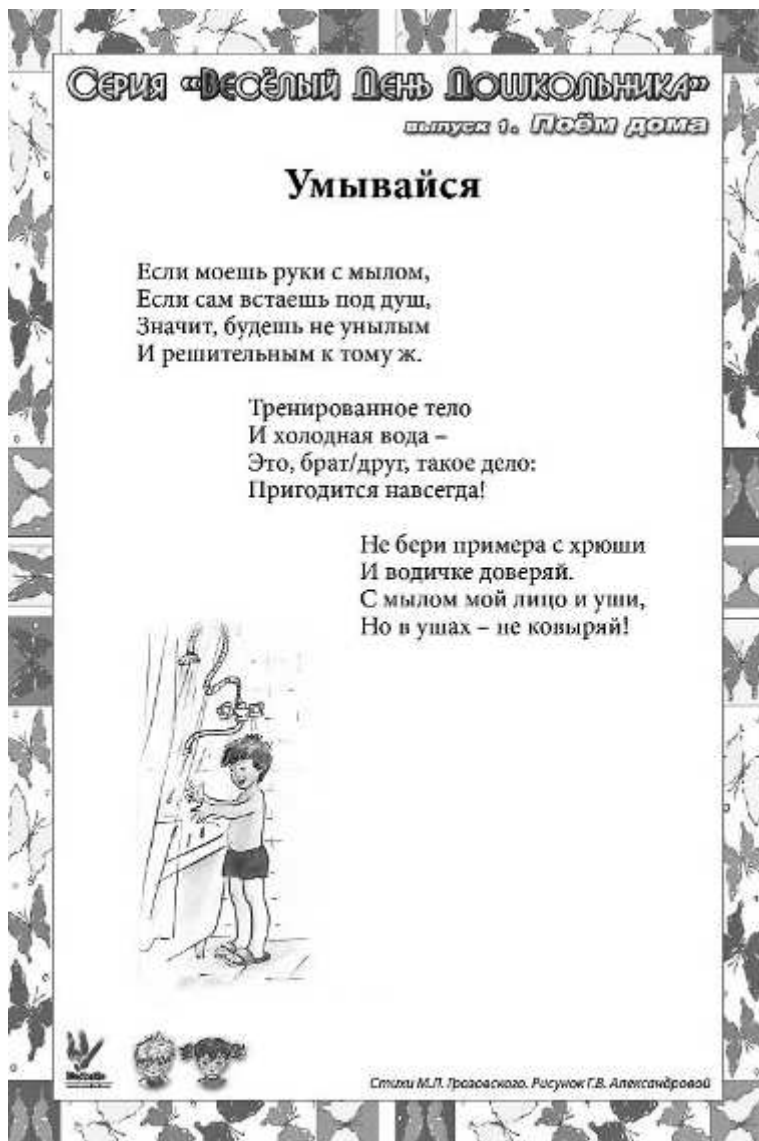 Серия «Весёлый День Дошкольника»
выпуск 1. Поём дома
Умывайся
Если моешь руки с мылом,
Если сам встаешь под душ,
Значит, будешь не унылым
И решительным к тому ж.
Тренированное тело
И холодная вода –
Это, брат/друг, такое дело:
Пригодится навсегда!
Не бери примера с хрюши
И водичке доверяй.
С мылом мой лицо и уши,
Но в ушах – не ковыряй!
Стихи М.Л. Грозовского. Рисунок Г.В. Александровой